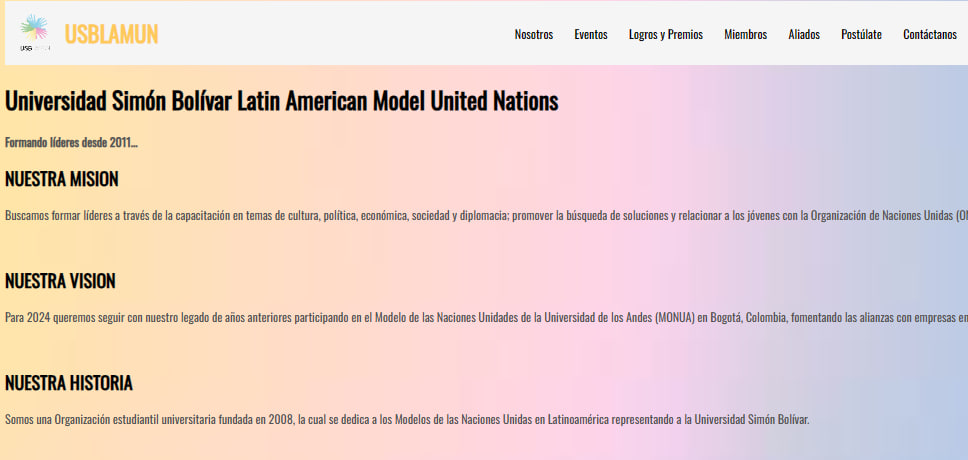 USB
USBLAMUN
Nosotros Eventos Logros y Premios Miembros Aliados Postúlate Contáctanos
Universidad Simón Bolívar Latin American Model United Nations
Formando líderes desde 2011...
NUESTRA MISION
Buscamos formar líderes a través de la capacitación en temas de cultura, política, económica, sociedad y diplomacia; promover la búsqueda de soluciones y relacionar a los jóvenes con la Organización de Naciones Unidas
NUESTRA VISION
Para 2024 queremos seguir con nuestro legado de años anteriores participando en el Modelo de las Naciones Unidades de la Universidad de los Andes (MONUA) en Bogotá, Colombia, fomentando las alianzas con empresas en
NUESTRA HISTORIA
Somos una Organización estudiantil universitaria fundada en 2008, la cual se dedica a los Modelos de las Naciones Unidas en Latinoamérica representando a la Universidad Simón Bolívar.